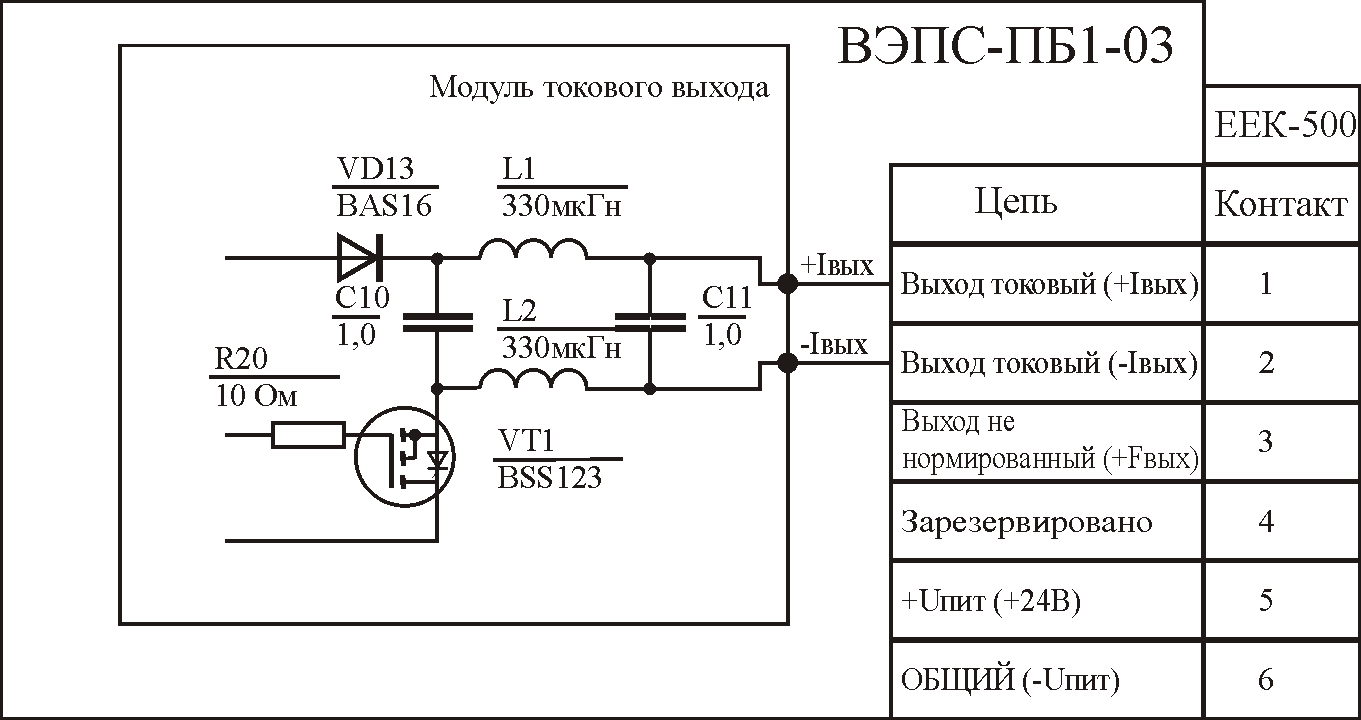 ВЭПС-ПБ1-03
Модуль токового выхода
ЕЕК-500
Цепь
Контакт
VD13
BAS16
L1
330мкГн
+Iвых
Выход токовый (+Iвых)
1
C10
1,0
L2
330мкГн
C11
1,0
-Iвых
Выход токовый (-Iвых)
2
R20
10 Ом
VT1
BSS123
Выход не
нормированный (+Fвых)
3
Зарезервировано
4
+Uпит (+24В)
5
ОБЩИЙ (-Uпит)
6